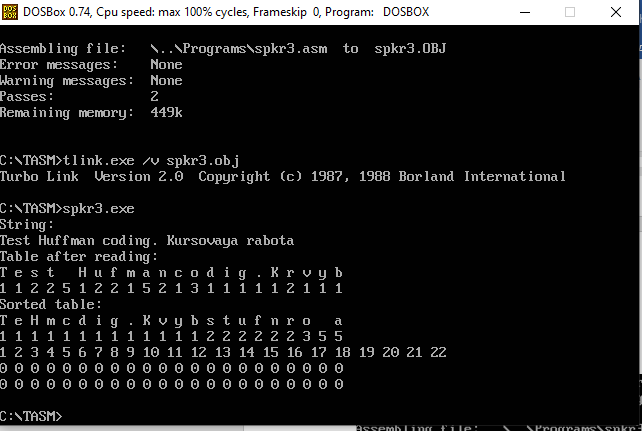 DOSBox 0.74, Cpu speed: max 100% cycles, Frameskip 0, Program: DOSBOX
Assembling file: \..\Programs\spkr3.asm to spkr3.OBJ
Error messages: None
Warning messages: None
Passes: 2
Remaining memory: 449k
C:\TASM>tlink.exe /v spkr3.obj
Turbo Link Version 2.0 Copyright (c) 1987, 1988 Borland International
C:\TASM>spkr3.exe
String:
Test Huffman coding. Kursovaya rabota
Table after reading:
T e s t   H u f m a n c o d i g . K r v y b
1 1 2 2 5 1 2 2 1 5 2 1 3 1 1 1 1 1 2 1 1 1
Sorted table:
T e H m c d i g . K v y b s t u f n r o   a
1 1 1 1 1 1 1 1 1 1 1 1 1 2 2 2 2 2 2 3 5 5
1 2 3 4 5 6 7 8 9 10 11 12 13 14 15 16 17 18 19 20 21 22
0 0 0 0 0 0 0 0 0 0 0 0 0 0 0 0 0 0 0 0 0 0
0 0 0 0 0 0 0 0 0 0 0 0 0 0 0 0 0 0 0 0 0 0
C:\TASM>